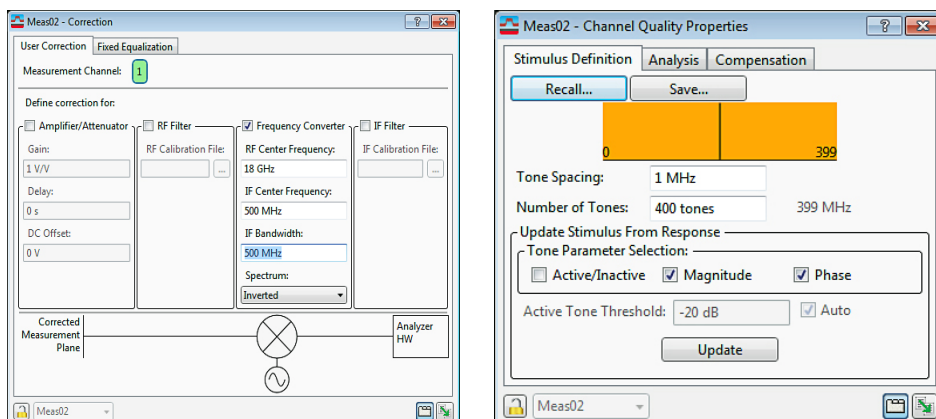 Meas02 - Correction
User Correction Fixed Equalization
Measurement Channel: 1
Define correction for:
Amplifier/Attenuator RF Filter Frequency Converter IF Filter
Gain: RF Calibration File: RF Center Frequency: IF Calibration File:
1 V/V ... 18 GHz ...
Delay: IF Center Frequency:
0 s 500 MHz
DC Offset: IF Bandwidth:
0 V 500 MHz
Spectrum:
Inverted
Corrected
Measurement
Plane
Analyzer
HW
Meas02
Meas02 - Channel Quality Properties
Stimulus Definition Analysis Compensation
Recall... Save...
0 399
Tone Spacing: 1 MHz
Number of Tones: 400 tones 399 MHz
Update Stimulus From Response
Tone Parameter Selection:
Active/Inactive Magnitude Phase
Active Tone Threshold: -20 dB Auto
Update
Meas02